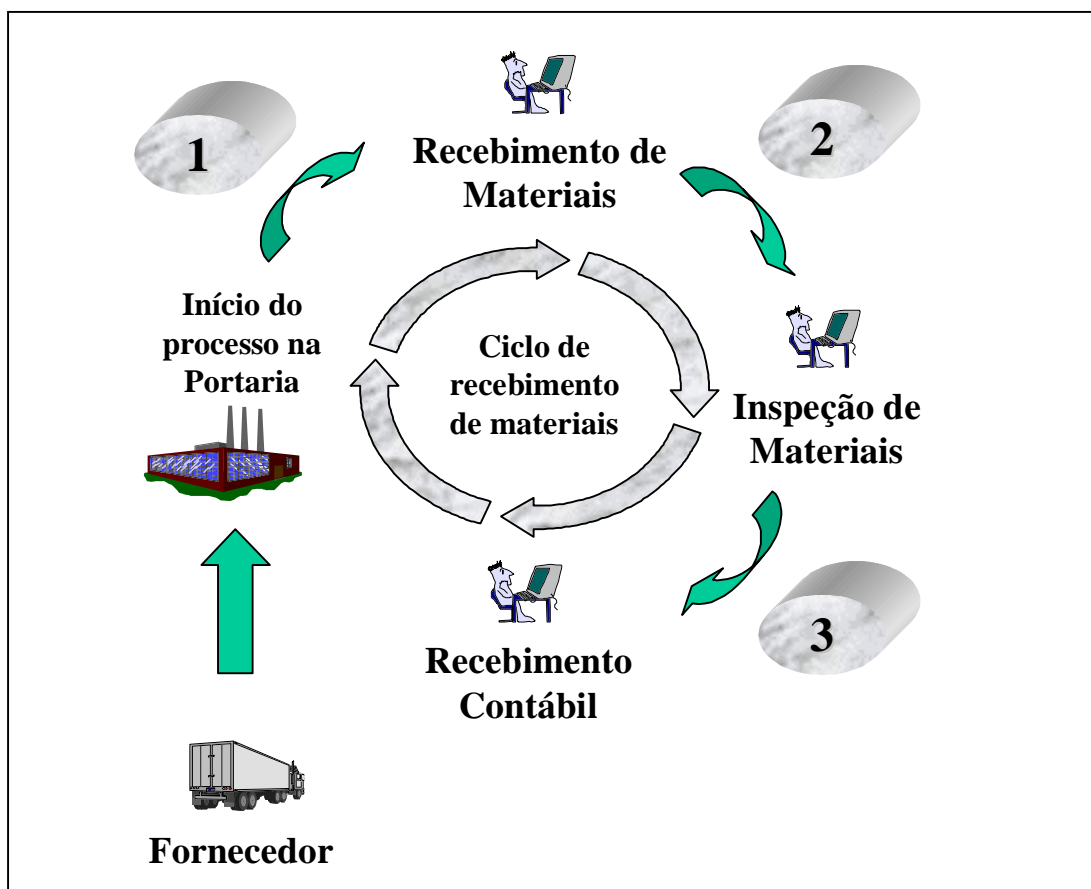 1
Recebimento de
Materiais
2
Início do
processo na
Portaria
Ciclo de
recebimento
de materiais
Inspeção de
Materiais
3
Recebimento
Contábil
Fornecedor